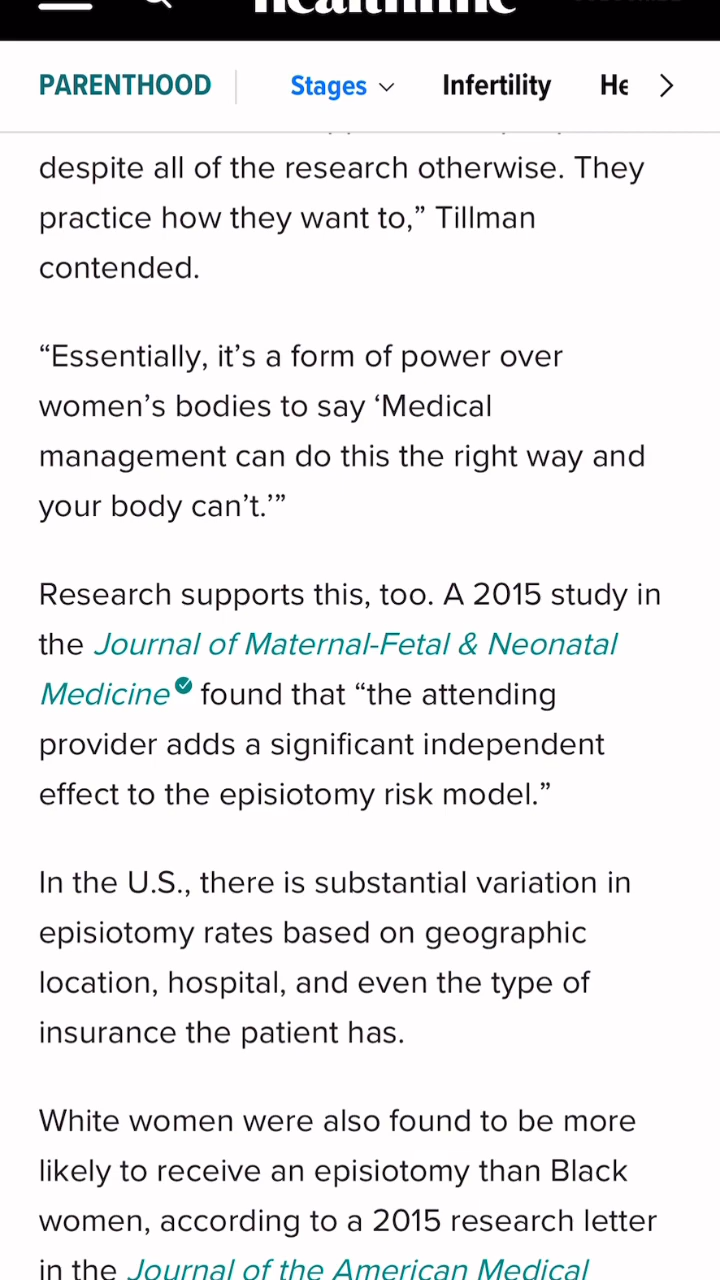 healthline
PARENTHOOD
Stages
Infertility
He
despite all of the research otherwise. They
practice how they want to,” Tillman
contended.
“Essentially, it’s a form of power over
women’s bodies to say ‘Medical
management can do this the right way and
your body can’t.’”
Research supports this, too. A 2015 study in
the Journal of Maternal-Fetal & Neonatal
Medicine found that “the attending
provider adds a significant independent
effect to the episiotomy risk model.”
In the U.S., there is substantial variation in
episiotomy rates based on geographic
location, hospital, and even the type of
insurance the patient has.
White women were also found to be more
likely to receive an episiotomy than Black
women, according to a 2015 research letter
in the Journal of the American Medical